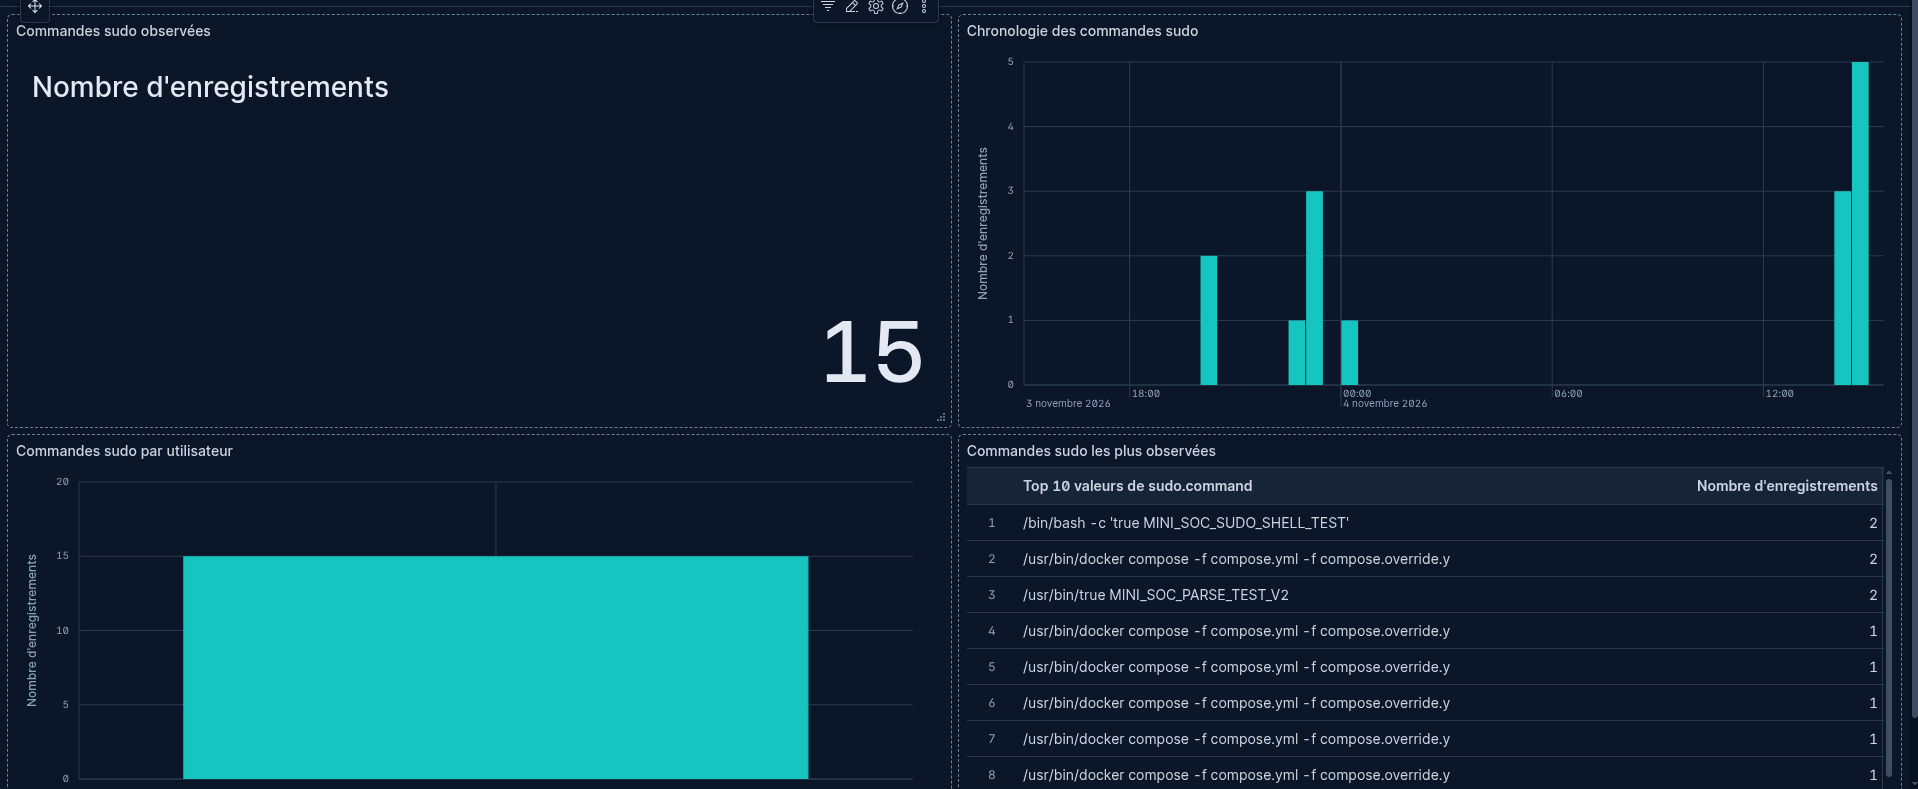 Commandes sudo observées
Nombre d'enregistrements
15
Chronologie des commandes sudo
Nombre d'enregistrements
5
4
3
2
1
0
18:00
00:00
06:00
12:00
3 novembre 2026
4 novembre 2026
Commandes sudo par utilisateur
Nombre d'enregistrements
20
15
10
5
0
Commandes sudo les plus observées
Top 10 valeurs de sudo.command Nombre d'enregistrements
1 /bin/bash -c 'true MINI_SOC_SUDO_SHELL_TEST' 2
2 /usr/bin/docker compose -f compose.yml -f compose.override.y 2
3 /usr/bin/true MINI_SOC_PARSE_TEST_V2 2
4 /usr/bin/docker compose -f compose.yml -f compose.override.y 1
5 /usr/bin/docker compose -f compose.yml -f compose.override.y 1
6 /usr/bin/docker compose -f compose.yml -f compose.override.y 1
7 /usr/bin/docker compose -f compose.yml -f compose.override.y 1
8 /usr/bin/docker compose -f compose.yml -f compose.override.y 1